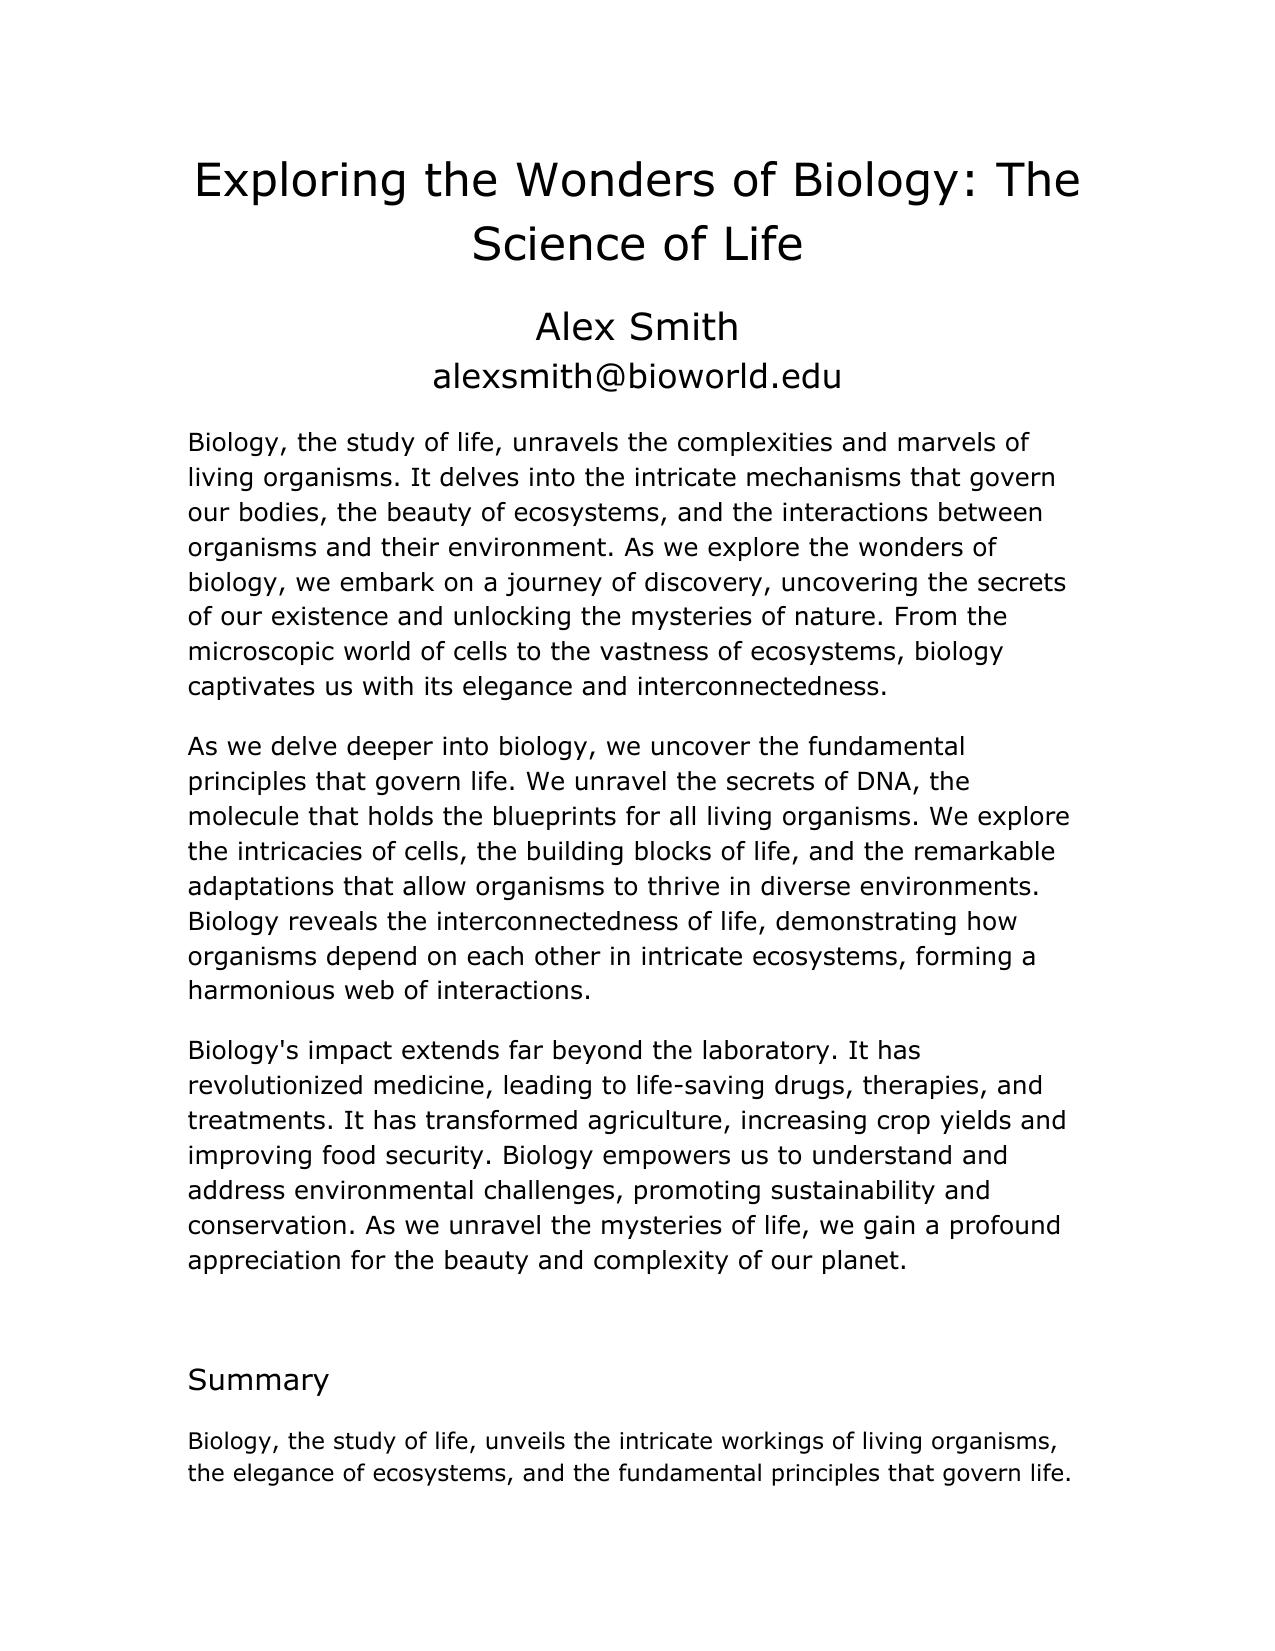 Exploring the Wonders of Biology: The
Science of Life
Alex Smith
alexsmith@bioworld.edu
Biology, the study of life, unravels the complexities and marvels of
living organisms. It delves into the intricate mechanisms that govern
our bodies, the beauty of ecosystems, and the interactions between
organisms and their environment. As we explore the wonders of
biology, we embark on a journey of discovery, uncovering the secrets
of our existence and unlocking the mysteries of nature. From the
microscopic world of cells to the vastness of ecosystems, biology
captivates us with its elegance and interconnectedness.
As we delve deeper into biology, we uncover the fundamental
principles that govern life. We unravel the secrets of DNA, the
molecule that holds the blueprints for all living organisms. We explore
the intricacies of cells, the building blocks of life, and the remarkable
adaptations that allow organisms to thrive in diverse environments.
Biology reveals the interconnectedness of life, demonstrating how
organisms depend on each other in intricate ecosystems, forming a
harmonious web of interactions.
Biology's impact extends far beyond the laboratory. It has
revolutionized medicine, leading to life-saving drugs, therapies, and
treatments. It has transformed agriculture, increasing crop yields and
improving food security. Biology empowers us to understand and
address environmental challenges, promoting sustainability and
conservation. As we unravel the mysteries of life, we gain a profound
appreciation for the beauty and complexity of our planet.
Summary
Biology, the study of life, unveils the intricate workings of living organisms,
the elegance of ecosystems, and the fundamental principles that govern life.